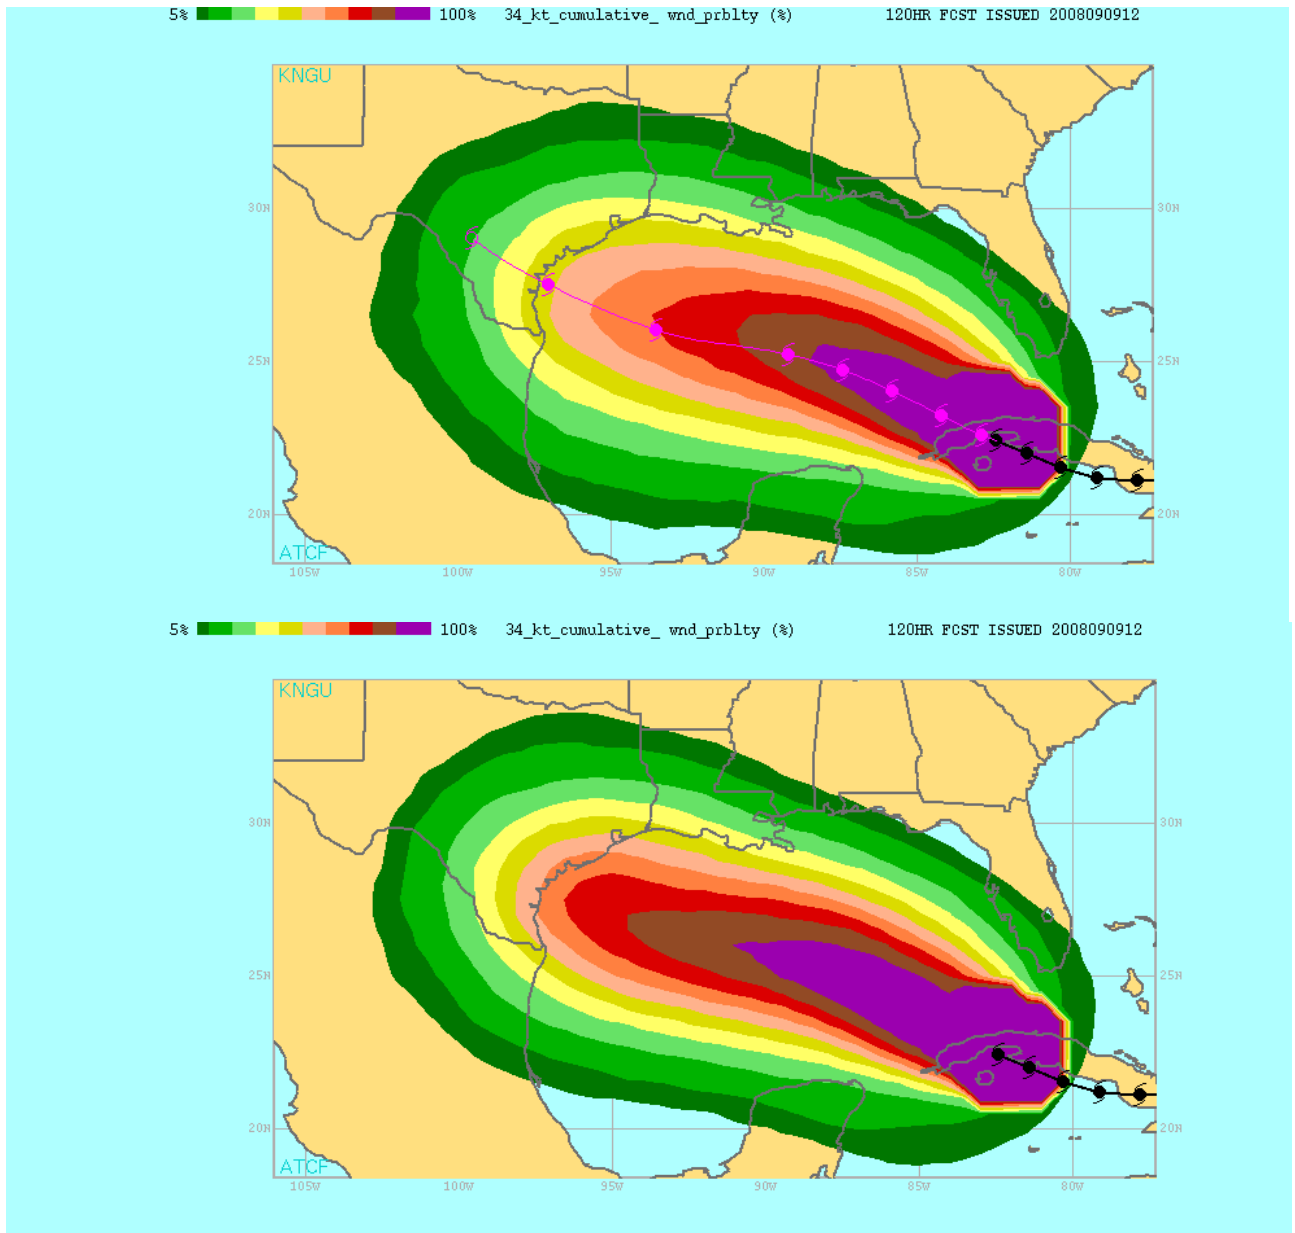 5% 100% 34_kt_cumulative_ wnd_prblty (%) 120HR FCST ISSUED 2008090912
KNGU
30N 30N
25N 25N
20N 20N
ATCF
105W 100W 95W 90W 85W 80W
5% 100% 34_kt_cumulative_ wnd_prblty (%) 120HR FCST ISSUED 2008090912
KNGU
30N 30N
25N 25N
20N 20N
ATCF
105W 100W 95W 90W 85W 80W